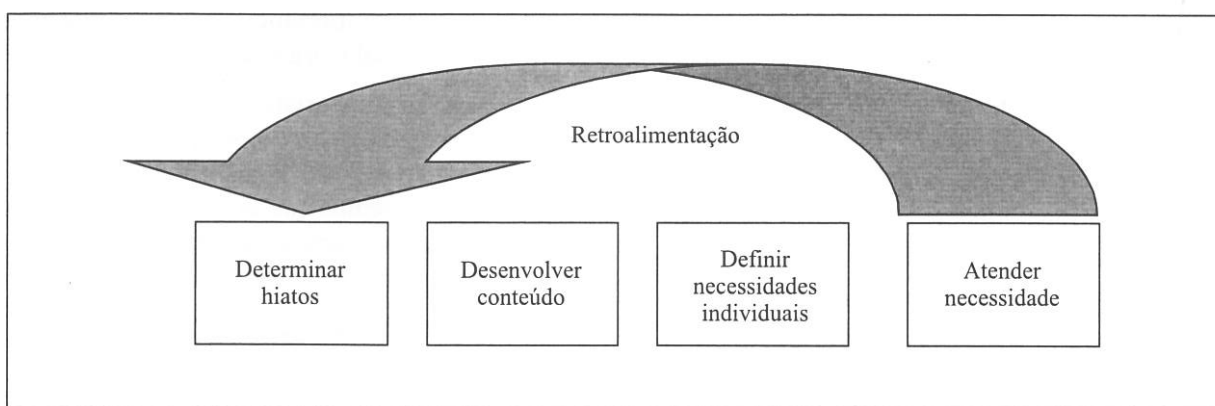 Retroalimentação
Determinar
hiatos
Desenvolver
conteúdo
Definir
necessidades
individuais
Atender
necessidade